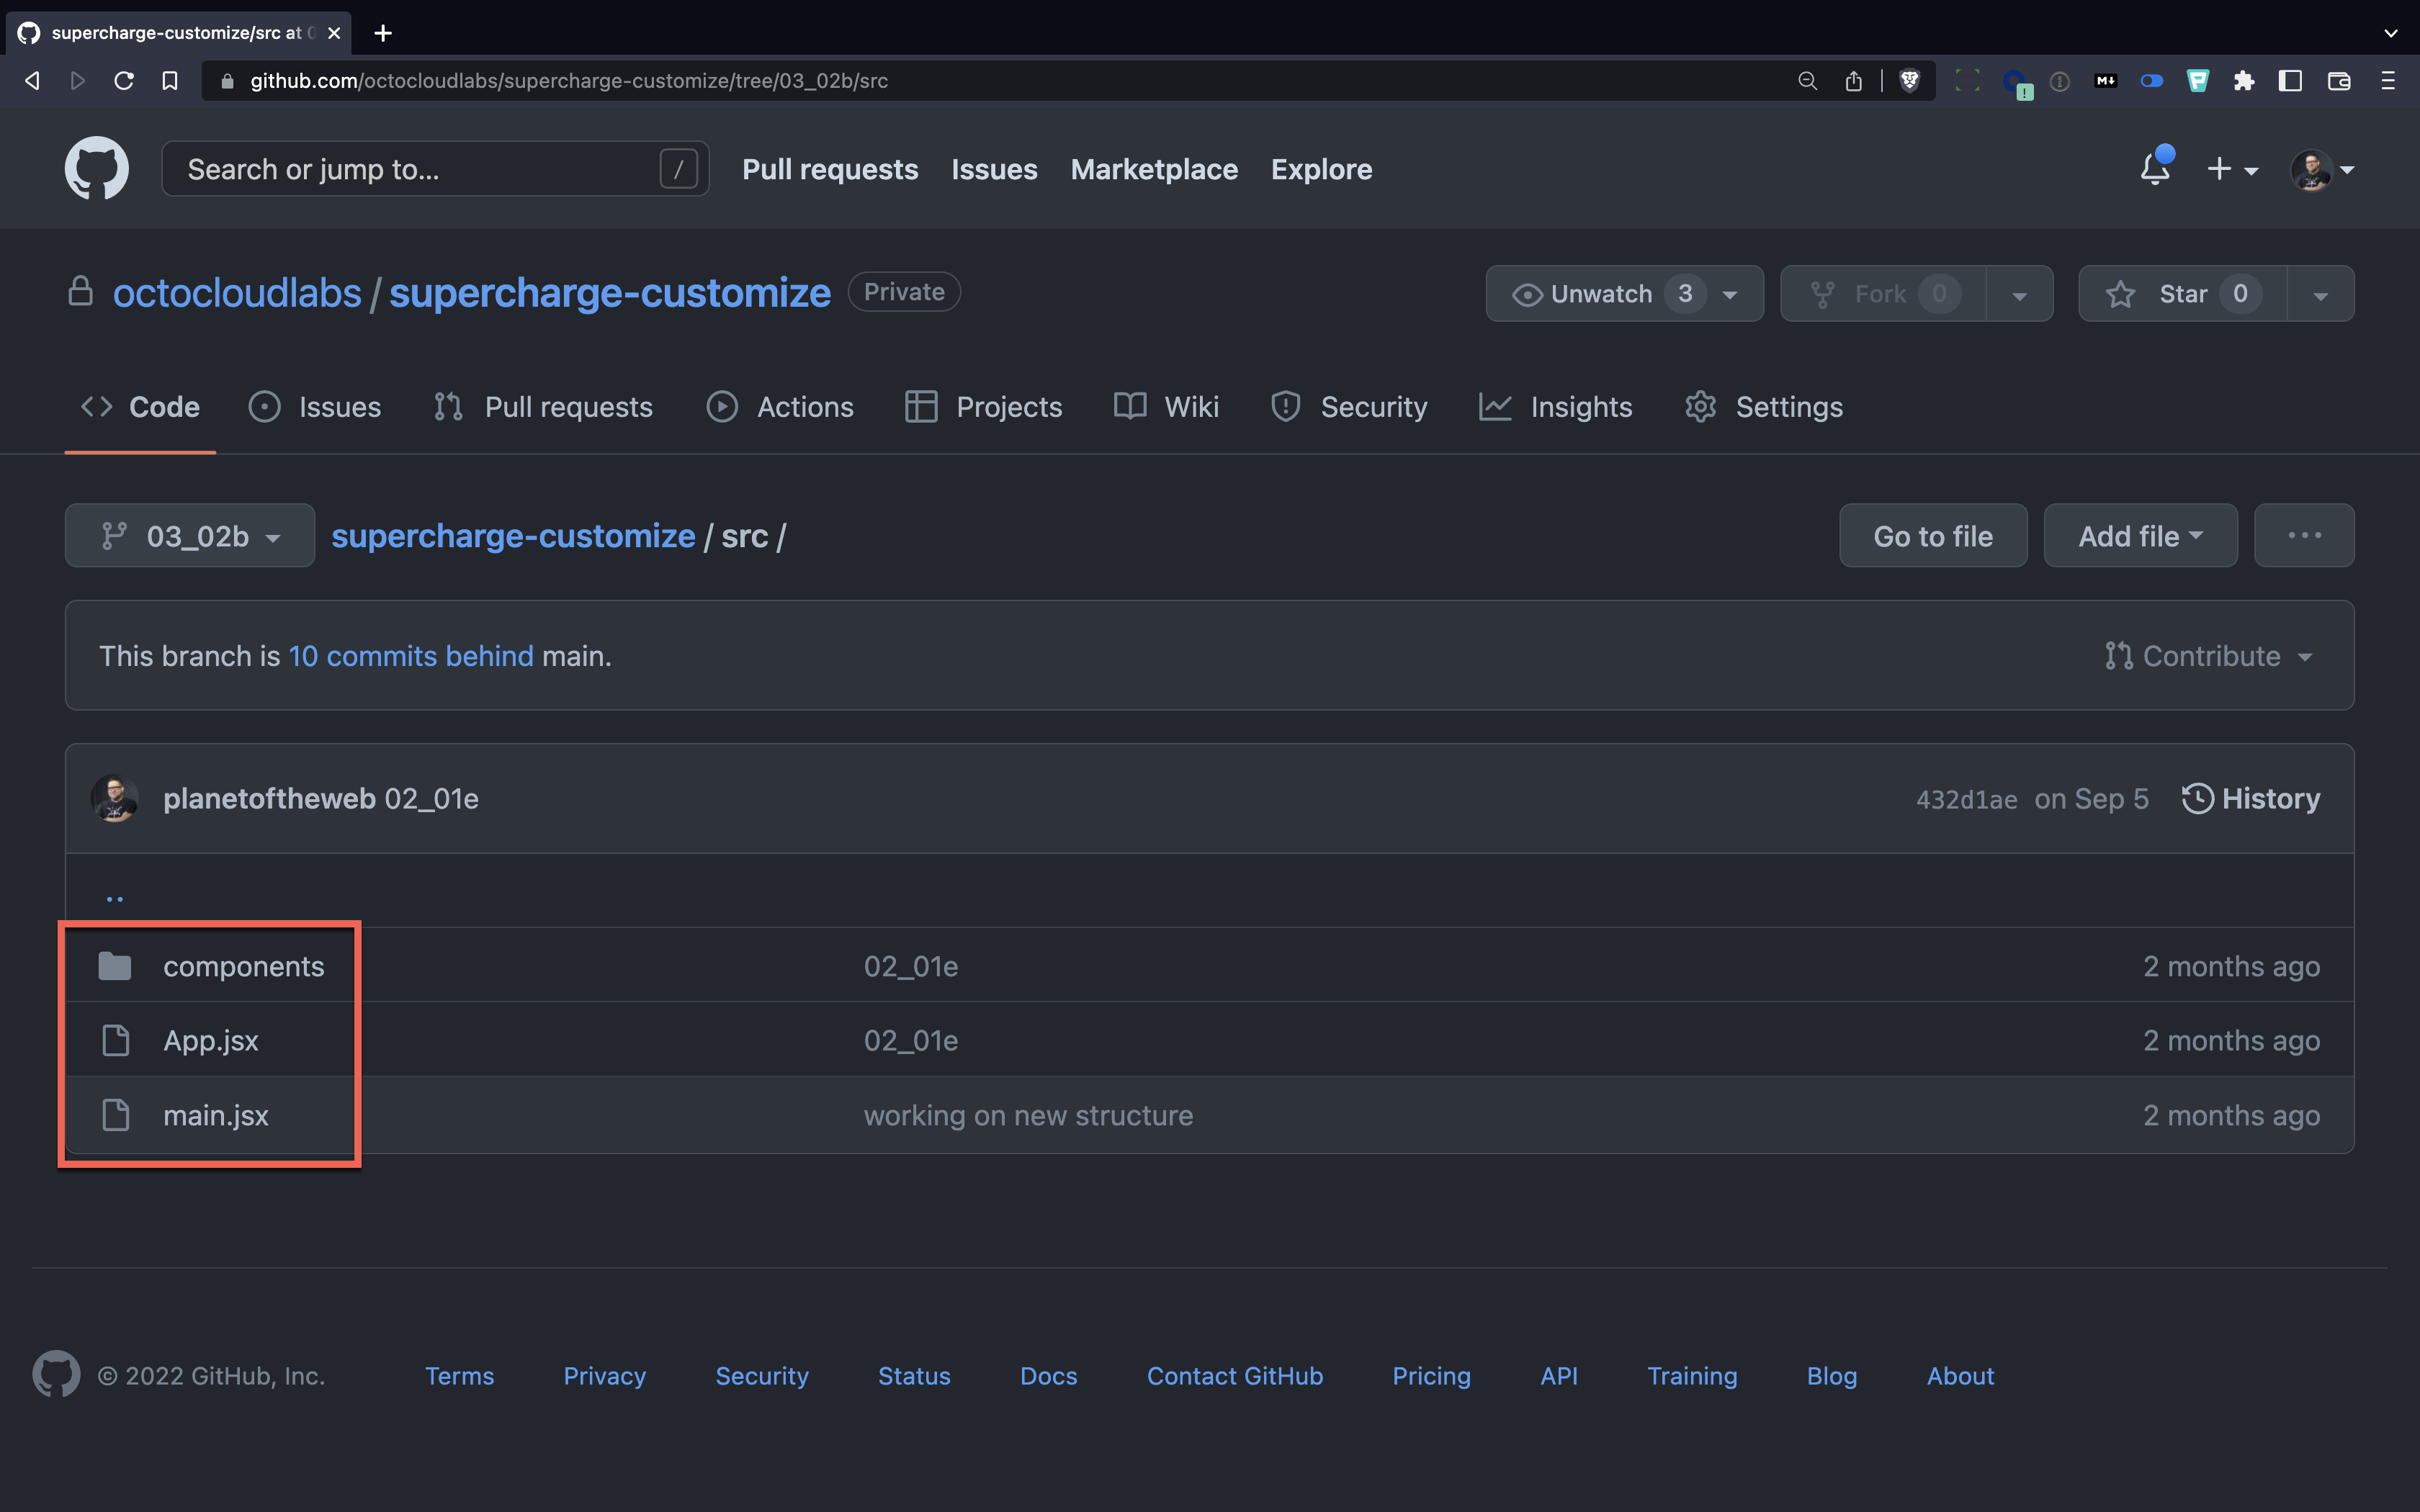 supercharge-customize/src at
github.com/octocloudlabs/supercharge-customize/tree/03_02b/src
M
Search or jump to... /
Pull requests Issues Marketplace Explore
octocloudlabs / supercharge-customize Private
Unwatch 3 Fork 0 Star 0
Code Issues Pull requests Actions Projects Wiki Security Insights Settings
03_02b supercharge-customize / src / Go to file Add file ...
This branch is 10 commits behind main. Contribute
planetoftheweb 02_01e 432d1ae on Sep 5 History
..
components 02_01e 2 months ago
App.jsx 02_01e 2 months ago
main.jsx working on new structure 2 months ago
© 2022 GitHub, Inc. Terms Privacy Security Status Docs Contact GitHub Pricing API Training Blog About